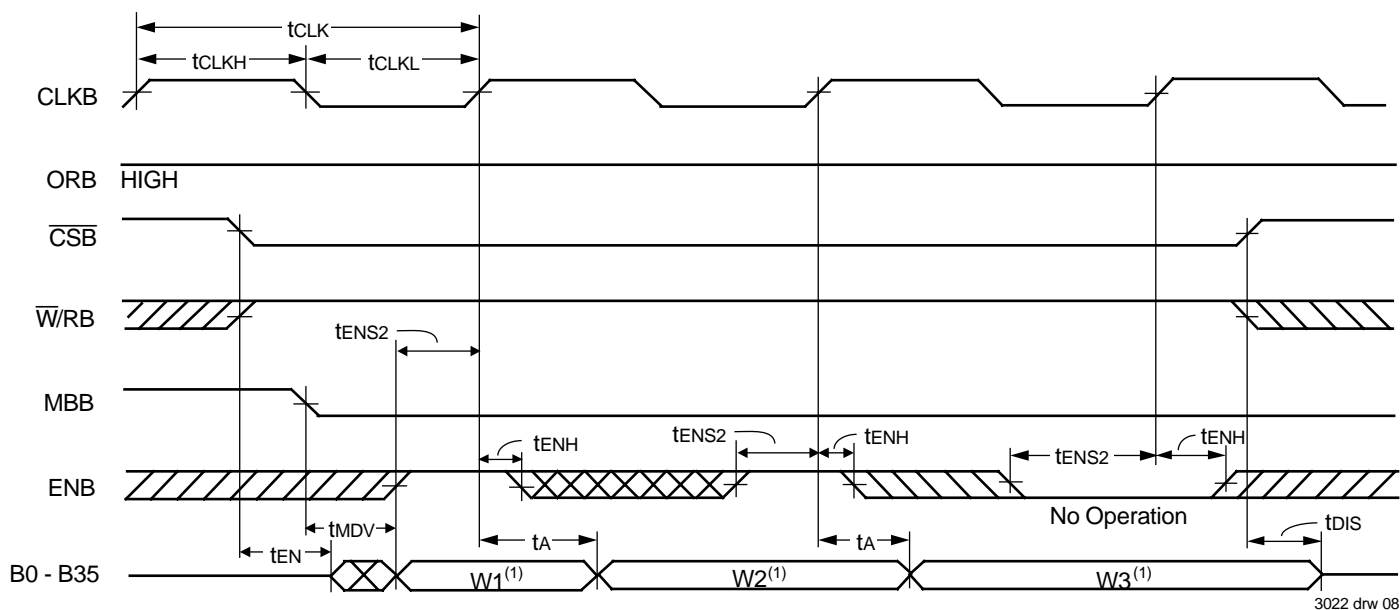 tCLK
tCLKH tCLKL
CLKB
ORB HIGH
CSB
W/RB
tENS2
MBB
tENS2 tENH
tENH tENS2 tENH
ENB
No Operation
tMDV tDIS
tEN tA tA
B0 - B35 W1(1) W2(1) W3(1)
3022 drw 08